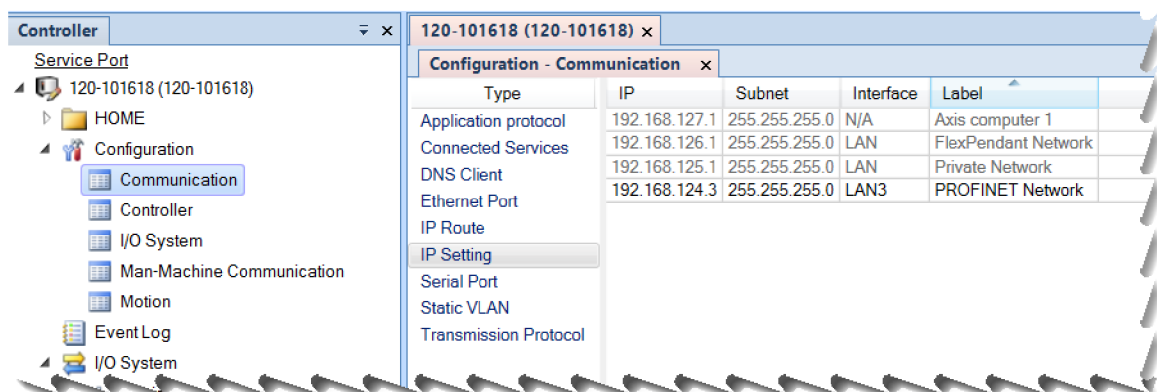 Controller
Service Port
120-101618 (120-101618)
HOME
Configuration
Communication
Controller
I/O System
Man-Machine Communication
Motion
Event Log
I/O System
120-101618 (120-101618) x
Configuration - Communication x
Type
Application protocol
Connected Services
DNS Client
Ethernet Port
IP Route
IP Setting
Serial Port
Static VLAN
Transmission Protocol
IP Subnet Interface Label
192.168.127.1 255.255.255.0 N/A Axis computer 1
192.168.126.1 255.255.255.0 LAN FlexPendant Network
192.168.125.1 255.255.255.0 LAN Private Network
192.168.124.3 255.255.255.0 LAN3 PROFINET Network